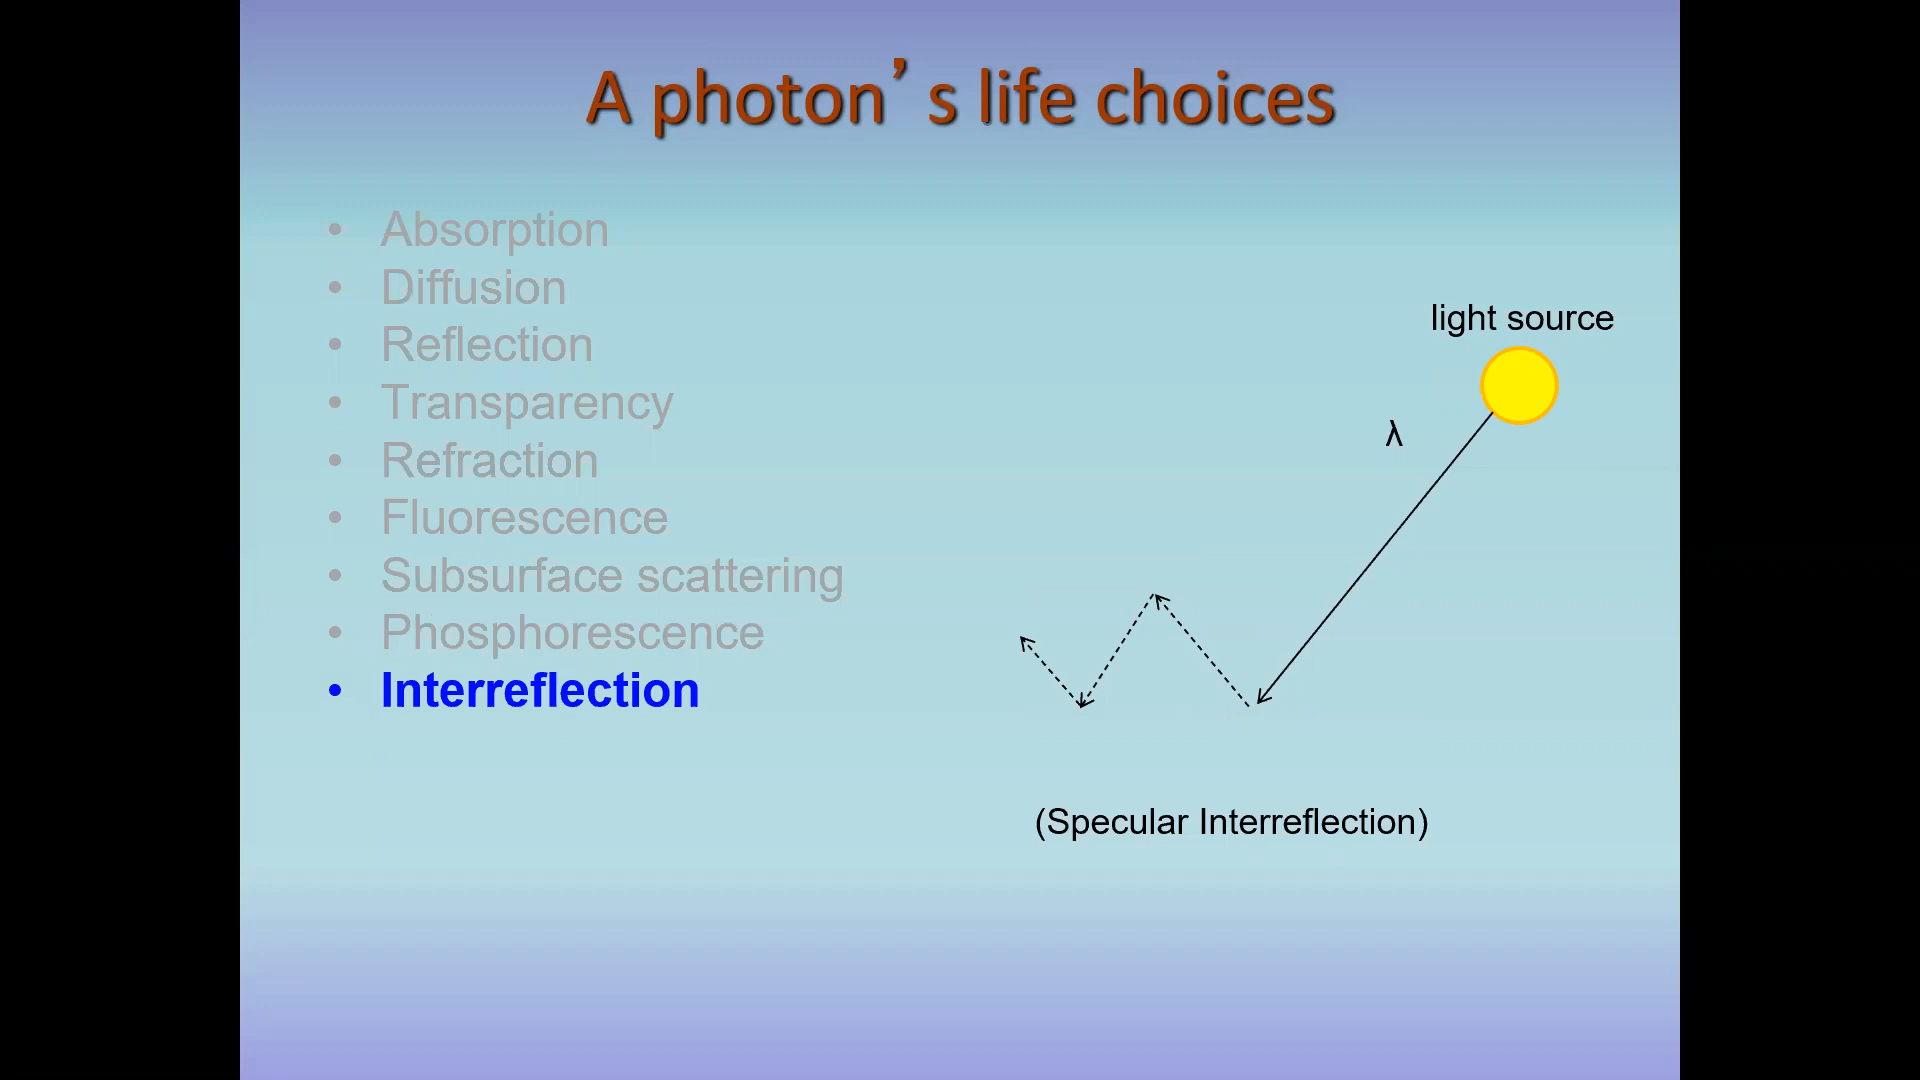 A photon’s life choices
• Absorption
• Diffusion
• Reflection
• Transparency
• Refraction
• Fluorescence
• Subsurface scattering
• Phosphorescence
• Interreflection
light source
λ
(Specular Interreflection)